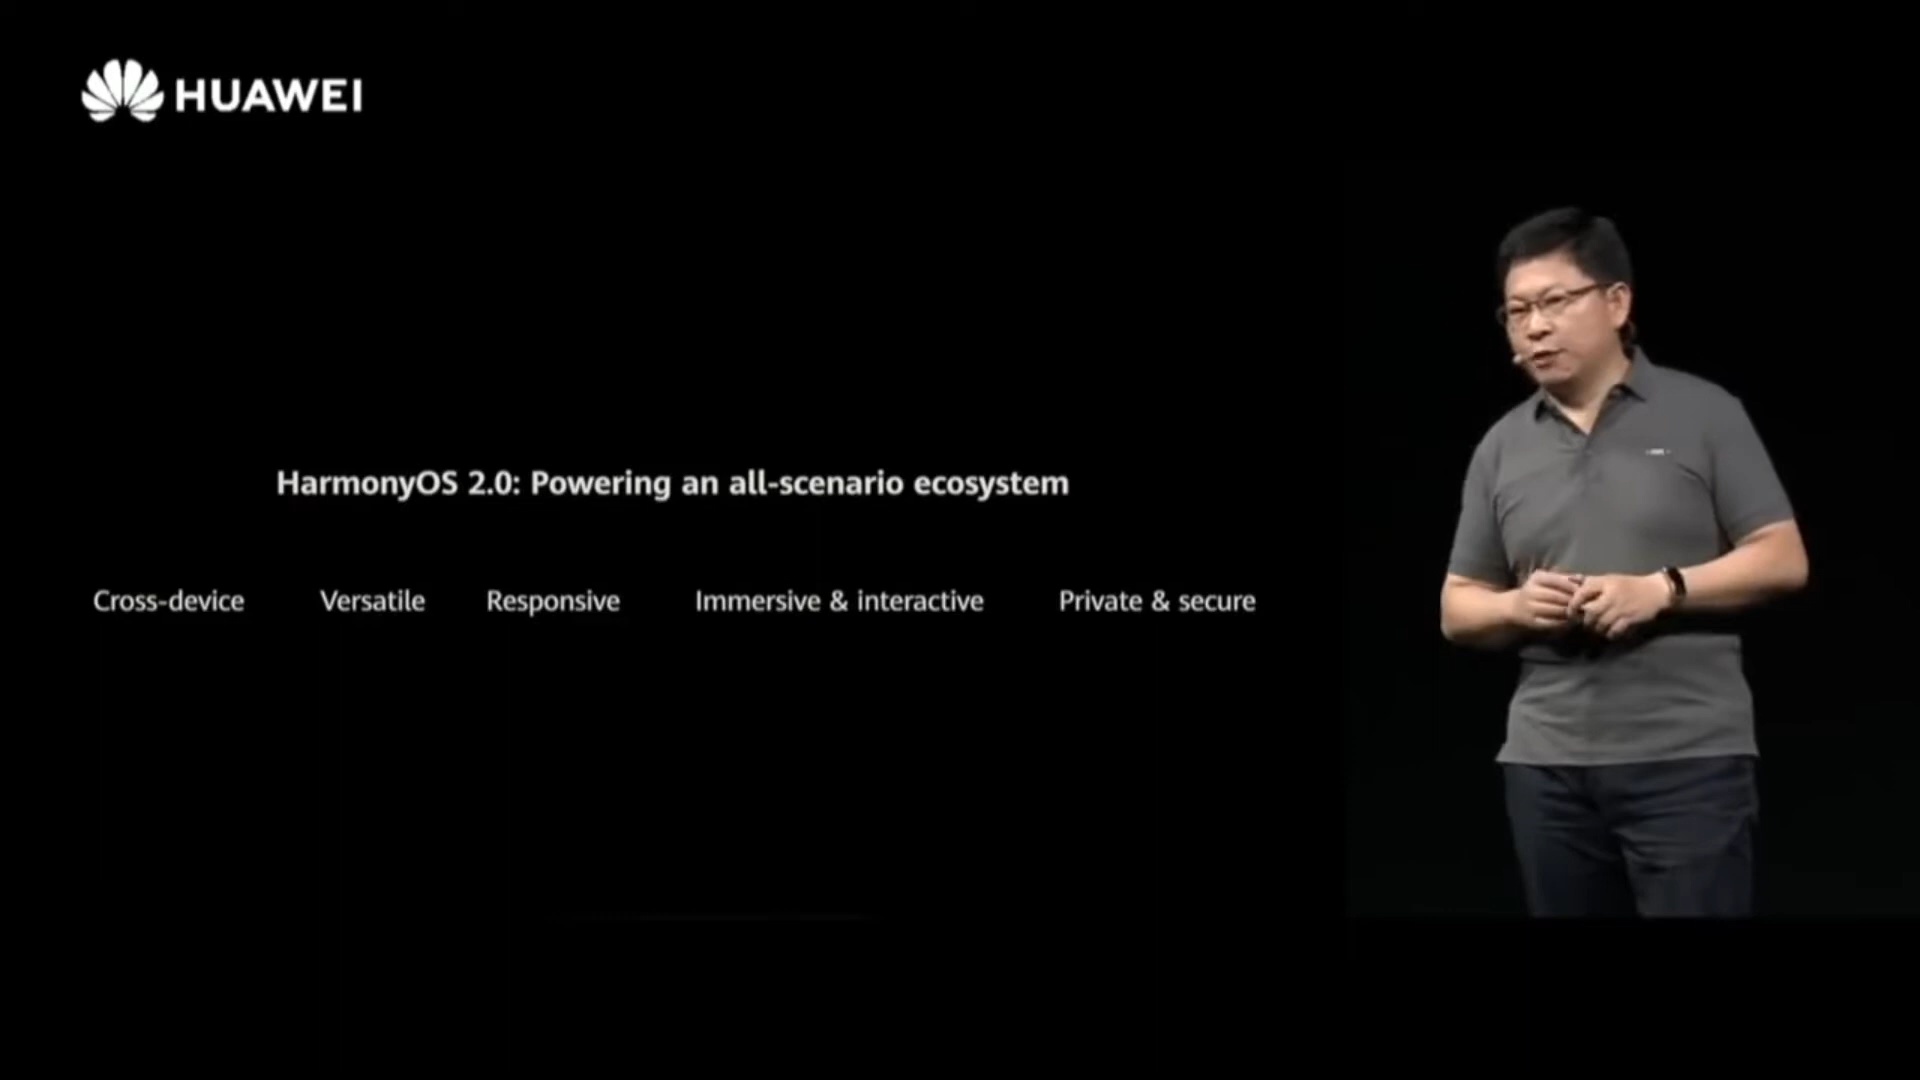 HUAWEI
HarmonyOS 2.0: Powering an all-scenario ecosystem
Cross-device Versatile Responsive Immersive & interactive Private & secure